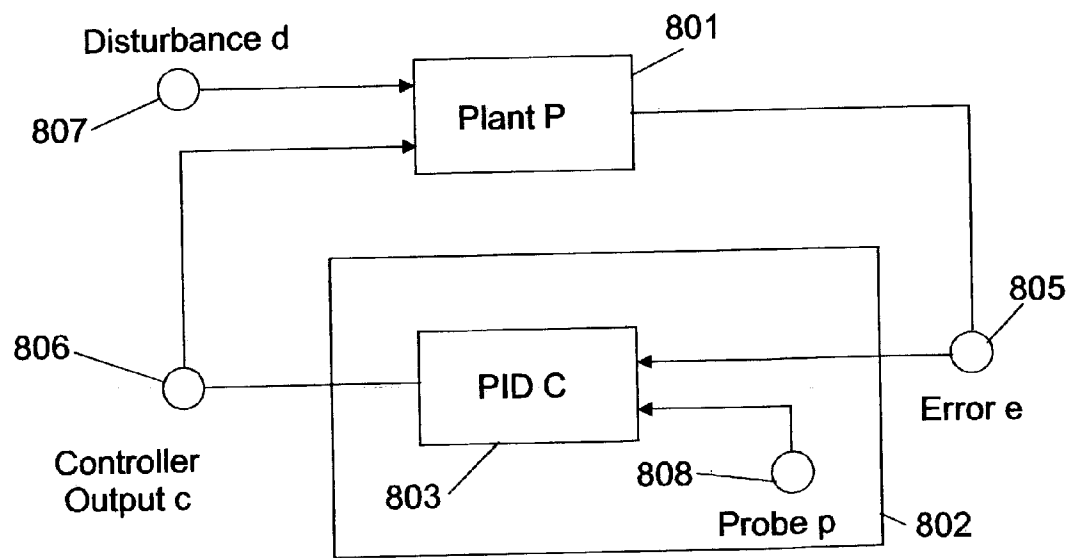 Disturbance d
801
807
Plant P
805
806
PID C
Error e
Controller
Output c
803
808
Probe p
802